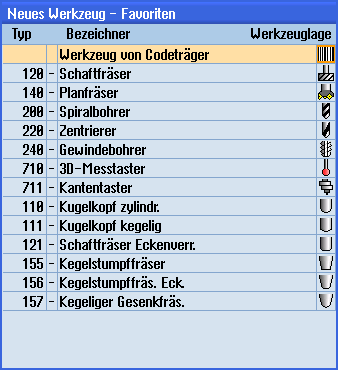 Neues Werkzeug - Favoriten
Typ Bezeichner Werkzeuglage
Werkzeug von Codeträger
120 - Schaftfräser
140 - Planfräser
200 - Spiralbohrer
220 - Zentrierer
240 - Gewindebohrer
710 - 3D-Messtaster
711 - Kantentaster
110 - Kugelkopf zylindr.
111 - Kugelkopf kegelig
121 - Schaftfräser Eckenverr.
155 - Kegelstumpffräser
156 - Kegelstumpffräs. Eck.
157 - Kegeliger Gesenkfräs.